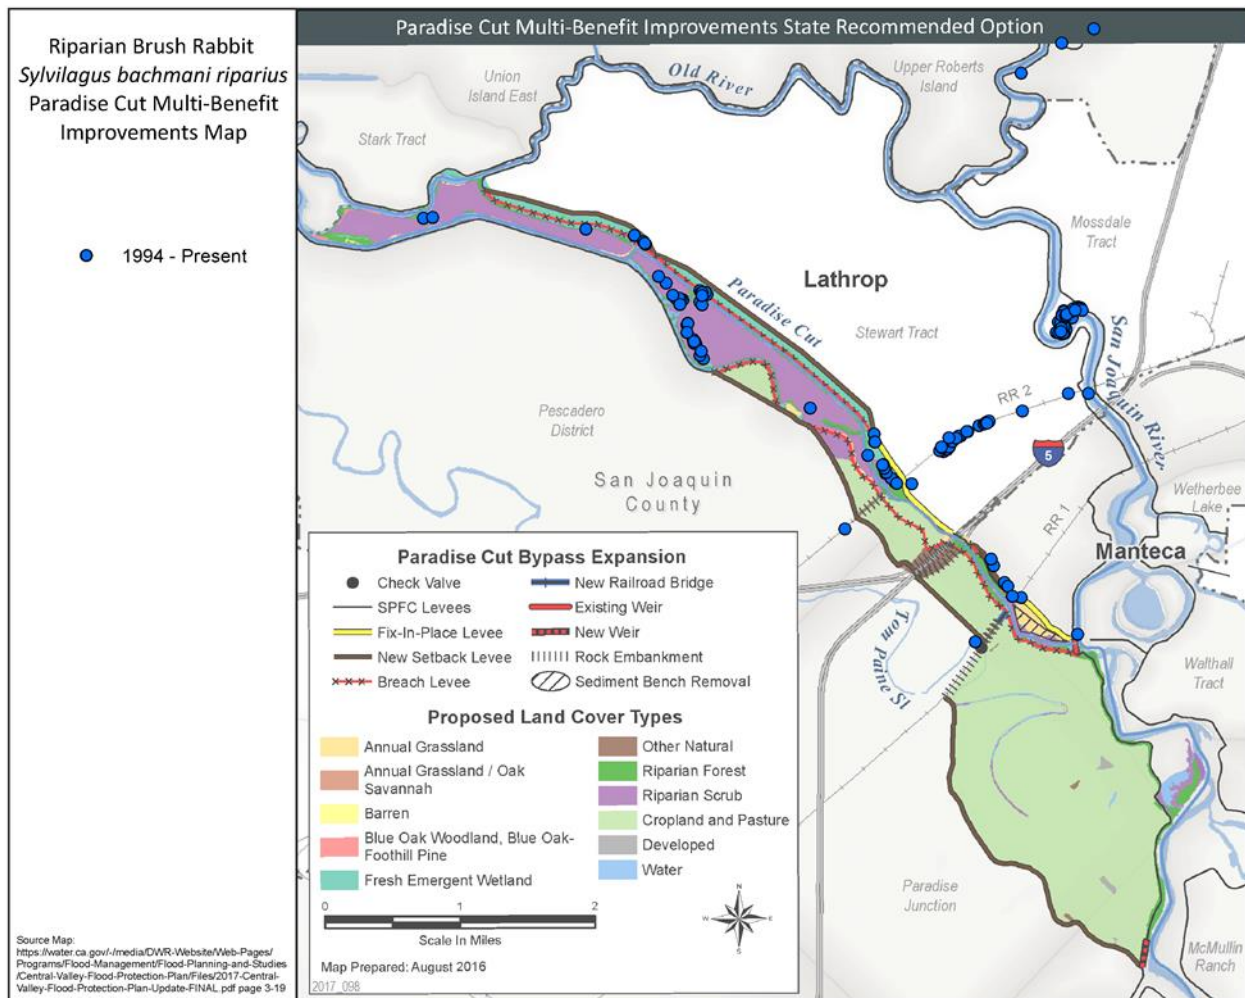 Riparian Brush Rabbit
Sylvilagus bachmani riparius
Paradise Cut Multi-Benefit
Improvements Map
1994 - Present
Source Map:
https://water.ca.gov/-/media/DWR-Website/Web-Pages/
Programs/Flood-Management/Flood-Planning-and-Studies
/Central-Valley-Flood-Protection-Plan/Files/2017-Central-
Valley-Flood-Protection-Plan-Update-FINAL.pdf page 3-19
Paradise Cut Multi-Benefit Improvements State Recommended Option
Union
Island East
Old River
Upper Roberts
Island
Stark Tract
Mossdale
Tract
Lathrop
Paradise Cut
Stewart Tract
San Joaquin River
RR 2
Pescadero
District
San Joaquin
County
5
Wetherbee
Lake
RR 1
Manteca
Tom Paine Sl
Walthall
Tract
Paradise
Junction
McMullin
Ranch
Paradise Cut Bypass Expansion
Check Valve
SPFC Levees
Fix-In-Place Levee
New Setback Levee
Breach Levee
New Railroad Bridge
Existing Weir
New Weir
Rock Embankment
Sediment Bench Removal
Proposed Land Cover Types
Annual Grassland
Annual Grassland / Oak
Savannah
Barren
Blue Oak Woodland, Blue Oak-
Foothill Pine
Fresh Emergent Wetland
Other Natural
Riparian Forest
Riparian Scrub
Cropland and Pasture
Developed
Water
0 1 2
Scale In Miles
N
W E
S
Map Prepared: August 2016
2017_098